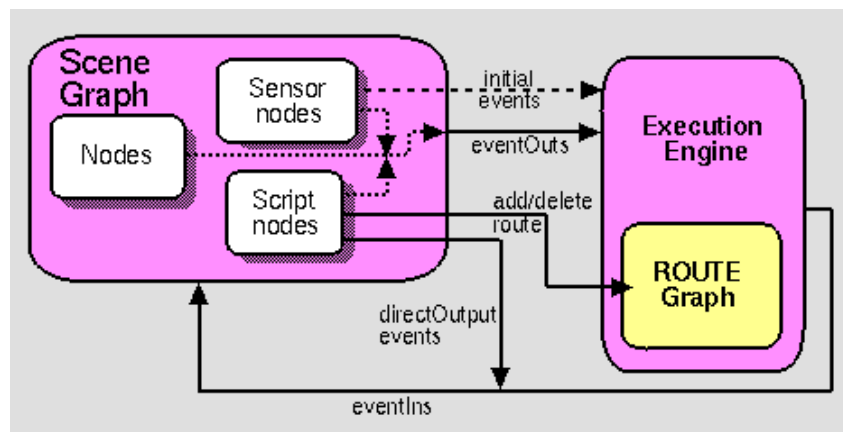 Scene
Graph
Sensor
nodes
Nodes
Script
nodes
initial
events
eventOuts
add/delete
route
directOutput
events
eventIns
Execution
Engine
ROUTE
Graph